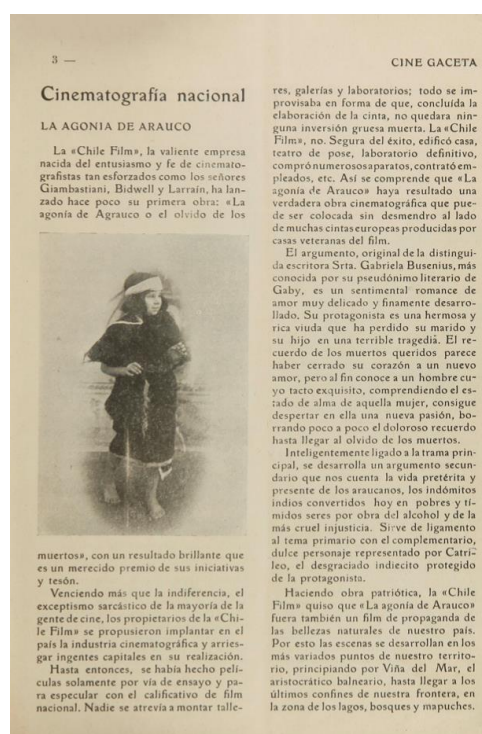 3 —
CINE GACETA
Cinematografía nacional
LA AGONIA DE ARAUCO
La «Chile Film», la valiente empresa
nacida del entusiasmo y fe de cinemato-
grafistas tan esforzados como los señores
Giambastiani, Bidwell y Larraín, ha lan-
zado hace poco su primera obra: «La
agonía de Agrauco o el olvido de los
muertos», con un resultado brillante que
es un merecido premio de sus iniciativas
y tesón.
Venciendo más que la indiferencia, el
exceptismo sarcástico de la mayoría de la
gente de cine, los propietarios de la «Chi-
le Film» se propusieron implantar en el
país la industria cinematográfica y arries-
gar ingentes capitales en su realización.
Hasta entonces, se había hecho pelí-
culas solamente por vía de ensayo y pa-
ra especular con el calificativo de film
nacional. Nadie se atrevía a montar talle-
res, galerías y laboratorios; todo se im-
provisaba en forma de que, concluída la
elaboración de la cinta, no quedara nin-
guna inversión gruesa muerta. La «Chile
Film», no. Segura del éxito, edificó casa,
teatro de pose, laboratorio definitivo,
compró numerosos aparatos, contrató em-
pleados, etc. Así se comprende que «La
agonía de Arauco» haya resultado una
verdadera obra cinematográfica que pue-
de ser colocada sin desmendro al lado
de muchas cintas europeas producidas por
casas veteranas del film.
El argumento, original de la distingui-
da escritora Srta. Gabriela Busenius, más
conocida por su pseudónimo literario de
Gaby, es un sentimental romance de
amor muy delicado y finamente desarro-
llado. Su protagonista es una hermosa y
rica viuda que ha perdido su marido y
su hijo en una terrible tragedia. El re-
cuerdo de los muertos queridos parece
haber cerrado su corazón a un nuevo
amor, pero al fin conoce a un hombre cu-
yo tacto exquisito, comprendiendo el es-
tado de alma de aquella mujer, consigue
despertar en ella una nueva pasión, bo-
rrando poco a poco el doloroso recuerdo
hasta llegar al olvido de los muertos.
Inteligentemente ligado a la trama prin-
cipal, se desarrolla un argumento secun-
dario que nos cuenta la vida pretérita y
presente de los araucanos, los indómitos
indios convertidos hoy en pobres y tí-
midos seres por obra del alcohol y de la
más cruel injusticia. Sirve de ligamento
al tema primario con el complementario,
dulce personaje representado por Catri-
leo, el desgraciado indiecito protegido
de la protagonista.
Haciendo obra patriótica, la «Chile
Film» quiso que «La agonía de Arauco»
fuera también un film de propaganda de
las bellezas naturales de nuestro país.
Por esto las escenas se desarrollan en los
más variados puntos de nuestro territo-
rio, principiando por Viña del Mar, el
aristocrático balneario, hasta llegar a los
últimos confines de nuestra frontera, en
la zona de los lagos, bosques y mapuches.